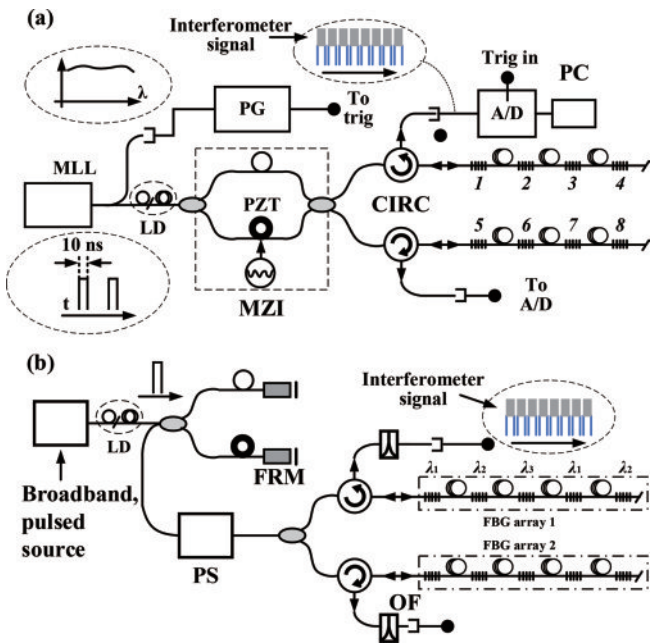 (a)
Interferometer
signal
λ
PG
To
trig
Trig in
A/D
PC
MLL
LD
PZT
MZI
CIRC
1 2 3 4
5 6 7 8
10 ns
t
To
A/D
(b)
Interferometer
signal
LD
FRM
Broadband,
pulsed
source
PS
λ1 λ2 λ3 λ1 λ2
FBG array 1
FBG array 2
OF